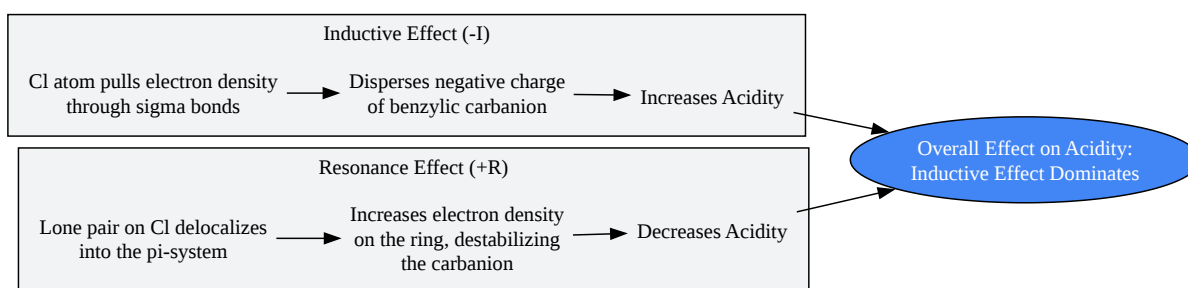 Inductive Effect (-I)
Cl atom pulls electron density
through sigma bonds
Disperses negative charge
of benzylic carbanion
Increases Acidity
Resonance Effect (+R)
Lone pair on Cl delocalizes
into the pi-system
Increases electron density
on the ring, destabilizing
the carbanion
Decreases Acidity
Overall Effect on Acidity:
Inductive Effect Dominates